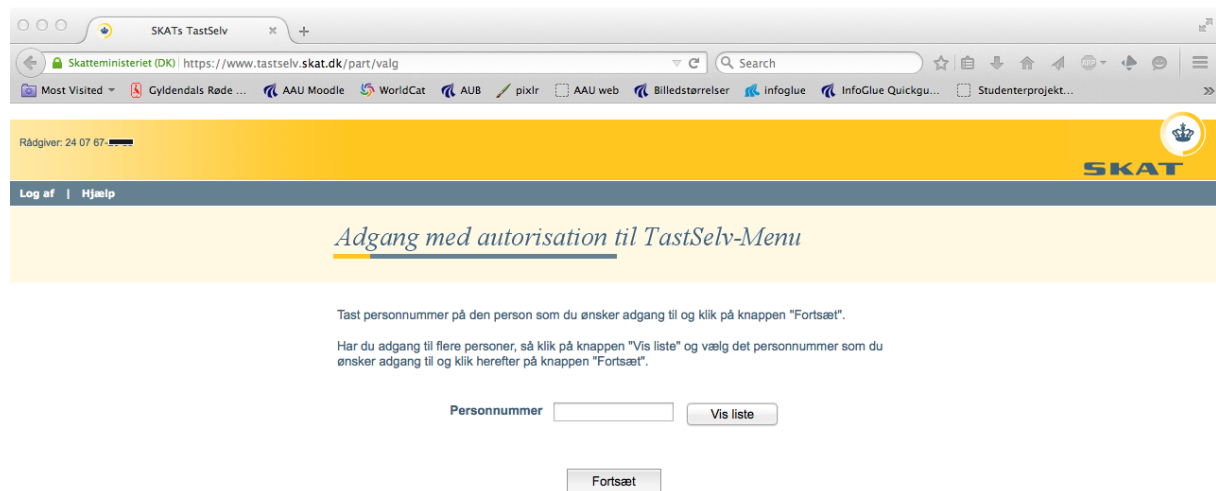 SKATs TastSelv
Skatteministeriet (DK) https://www.tastselv.skat.dk/part/valg Search
Most Visited Gyldendals Røde ... AAU Moodle WorldCat AUB pixlr AAU web Billedstørrelser infoglue InfoGlue Quickgu... Studenterprojekt...
Rådgiver: 24 07 67-
SKAT
Log af | Hjælp
Adgang med autorisation til TastSelv-Menu
Tast personnummer på den person som du ønsker adgang til og klik på knappen "Fortsæt".
Har du adgang til flere personer, så klik på knappen "Vis liste" og vælg det personnummer som du
ønsker adgang til og klik herefter på knappen "Fortsæt".
Personnummer Vis liste
Fortsæt